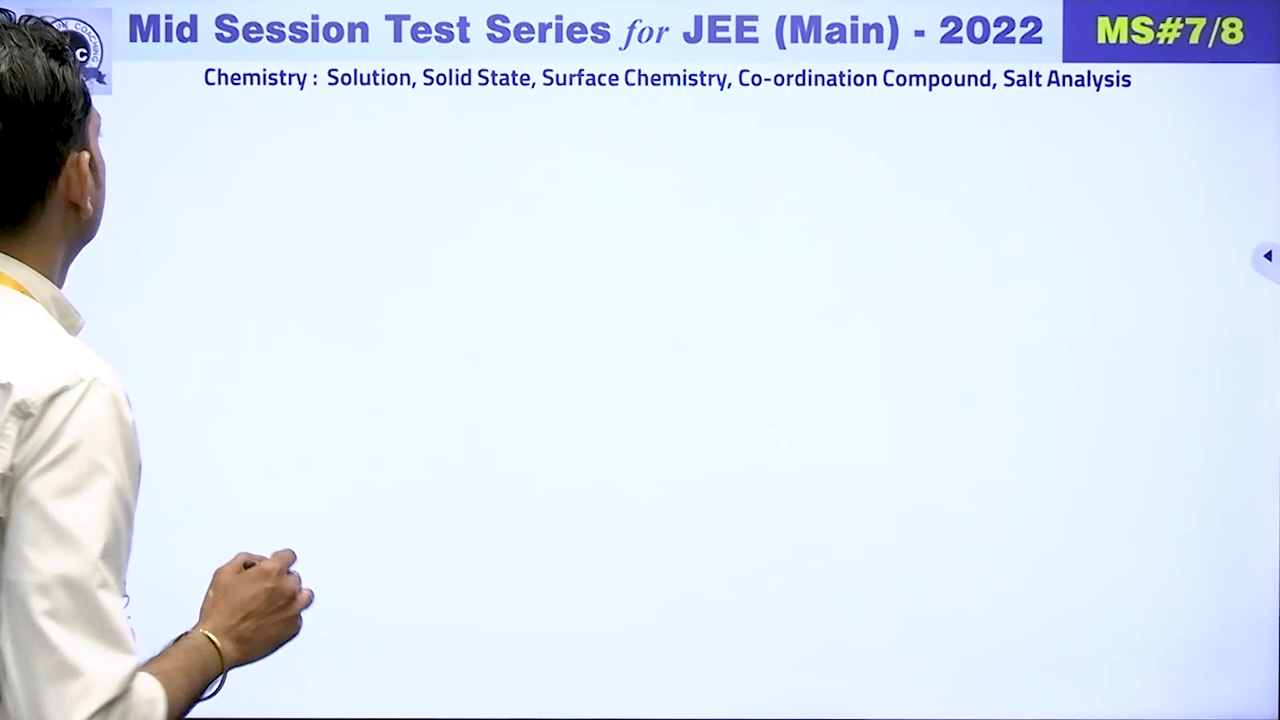 Mid Session Test Series for JEE (Main) - 2022
MS#7/8
Chemistry : Solution, Solid State, Surface Chemistry, Co-ordination Compound, Salt Analysis